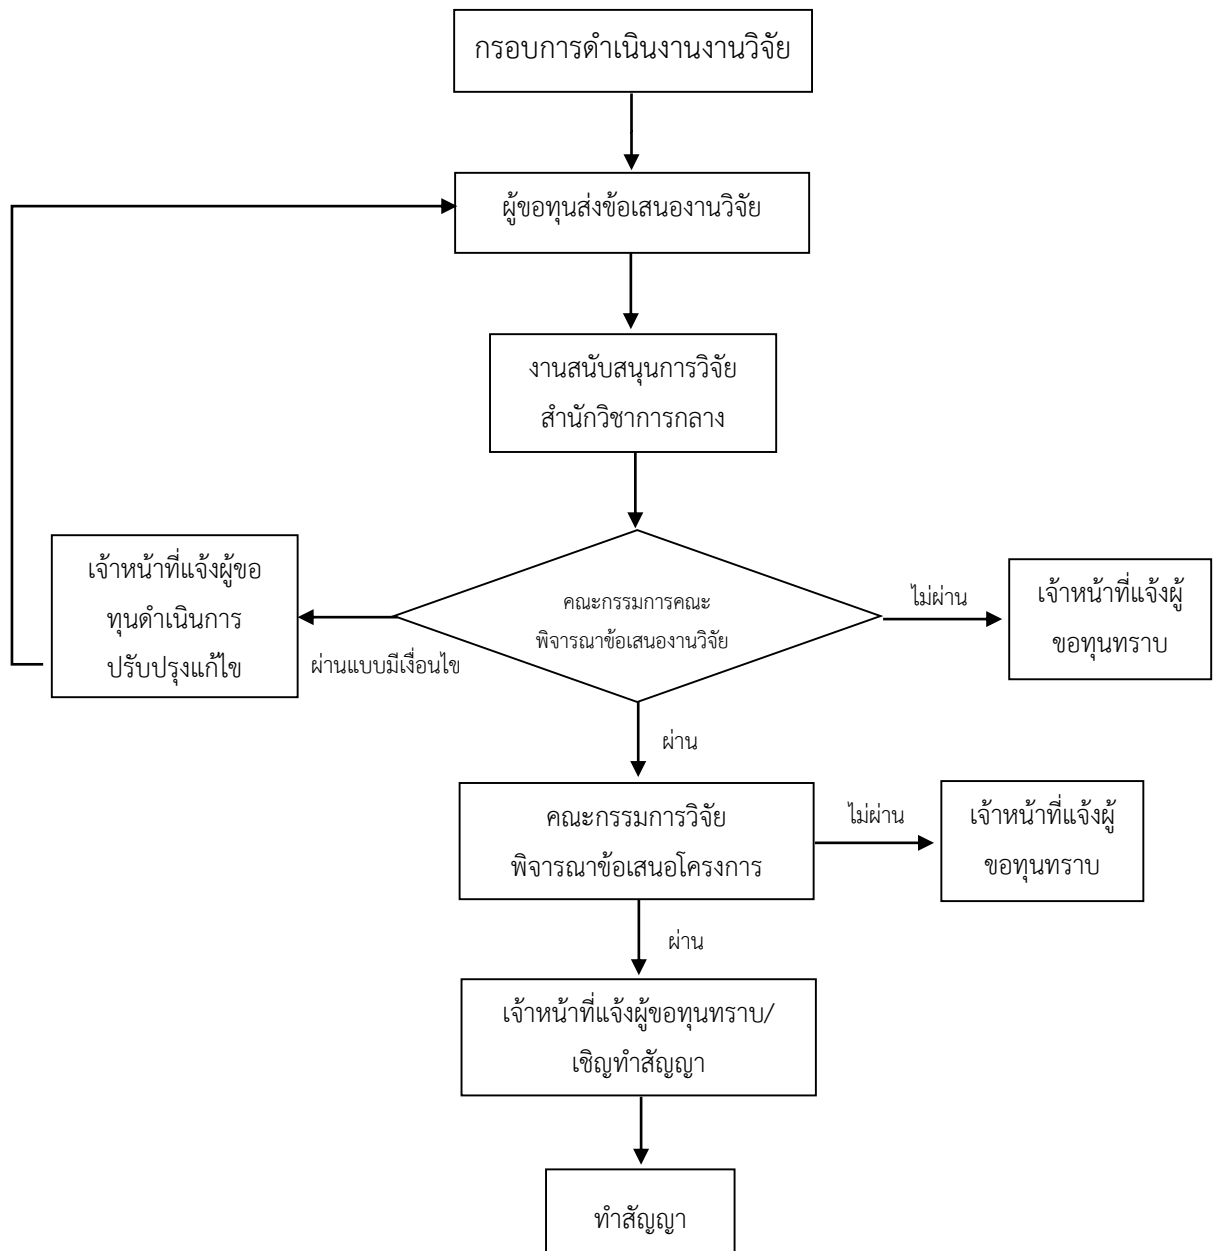 กรอบการดำเนินงานงานวิจัย
ผู้ขอทุนส่งข้อเสนองานวิจัย
งานสนับสนุนการวิจัย
สำนักวิชาการกลาง
เจ้าหน้าที่แจ้งผู้ขอ
ทุนดำเนินการ
ปรับปรุงแก้ไข
ผ่านแบบมีเงื่อนไข
คณะกรรมการคณะ
พิจารณาข้อเสนองานวิจัย
ไม่ผ่าน
เจ้าหน้าที่แจ้งผู้
ขอทุนทราบ
ผ่าน
คณะกรรมการวิจัย
พิจารณาข้อเสนอโครงการ
ไม่ผ่าน
เจ้าหน้าที่แจ้งผู้
ขอทุนทราบ
ผ่าน
เจ้าหน้าที่แจ้งผู้ขอทุนทราบ/
เชิญทำสัญญา
ทำสัญญา